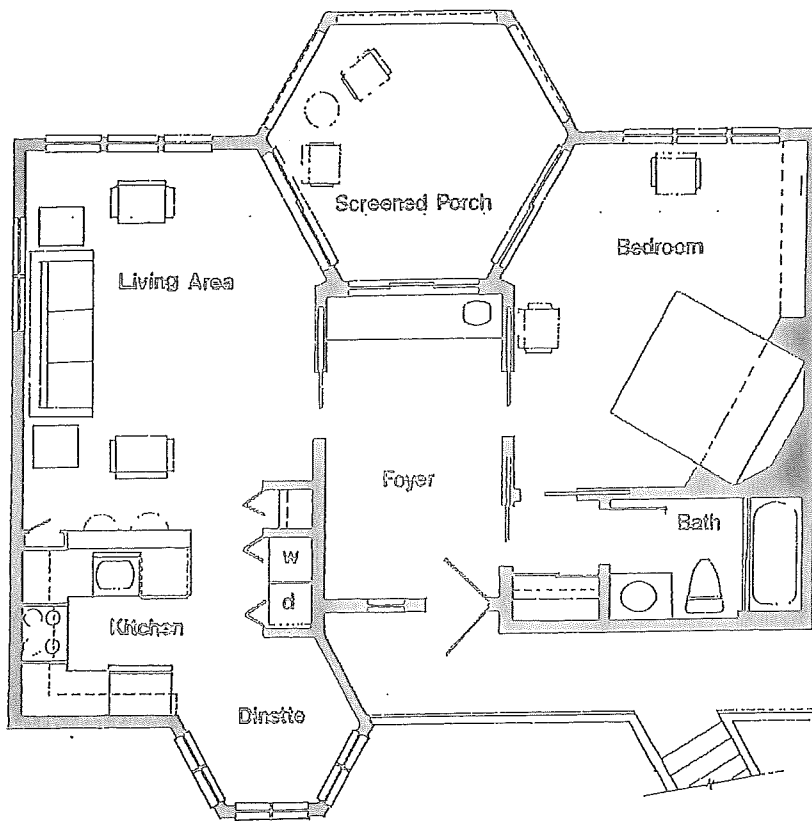 Screened Porch
Living Area
Bedroom
Foyer
Bath
w
d
Kitchen
Dinette